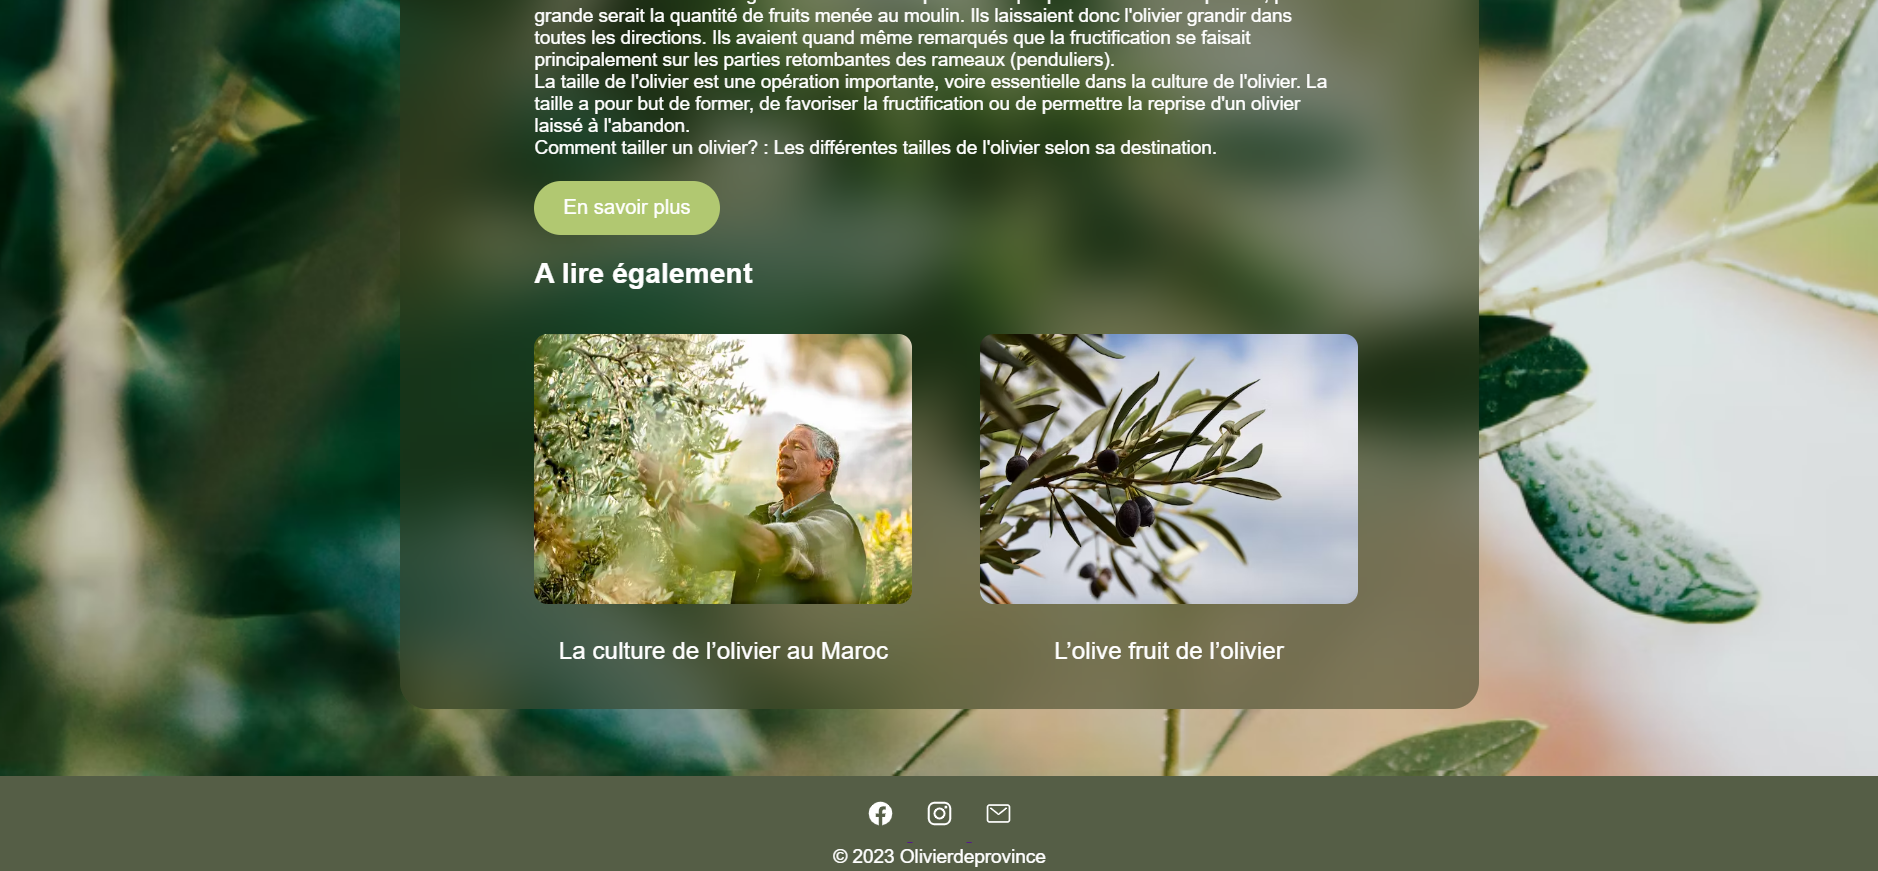 grande serait la quantité de fruits menée au moulin. Ils laissaient donc l'olivier grandir dans
toutes les directions. Ils avaient quand même remarqués que la fructification se faisait
principalement sur les parties retombantes des rameaux (penduliers).
La taille de l'olivier est une opération importante, voire essentielle dans la culture de l'olivier. La
taille a pour but de former, de favoriser la fructification ou de permettre la reprise d'un olivier
laissé à l'abandon.
Comment tailler un olivier? : Les différentes tailles de l'olivier selon sa destination.
En savoir plus
A lire également
La culture de l’olivier au Maroc
L’olive fruit de l’olivier
© 2023 Olivierdeprovince